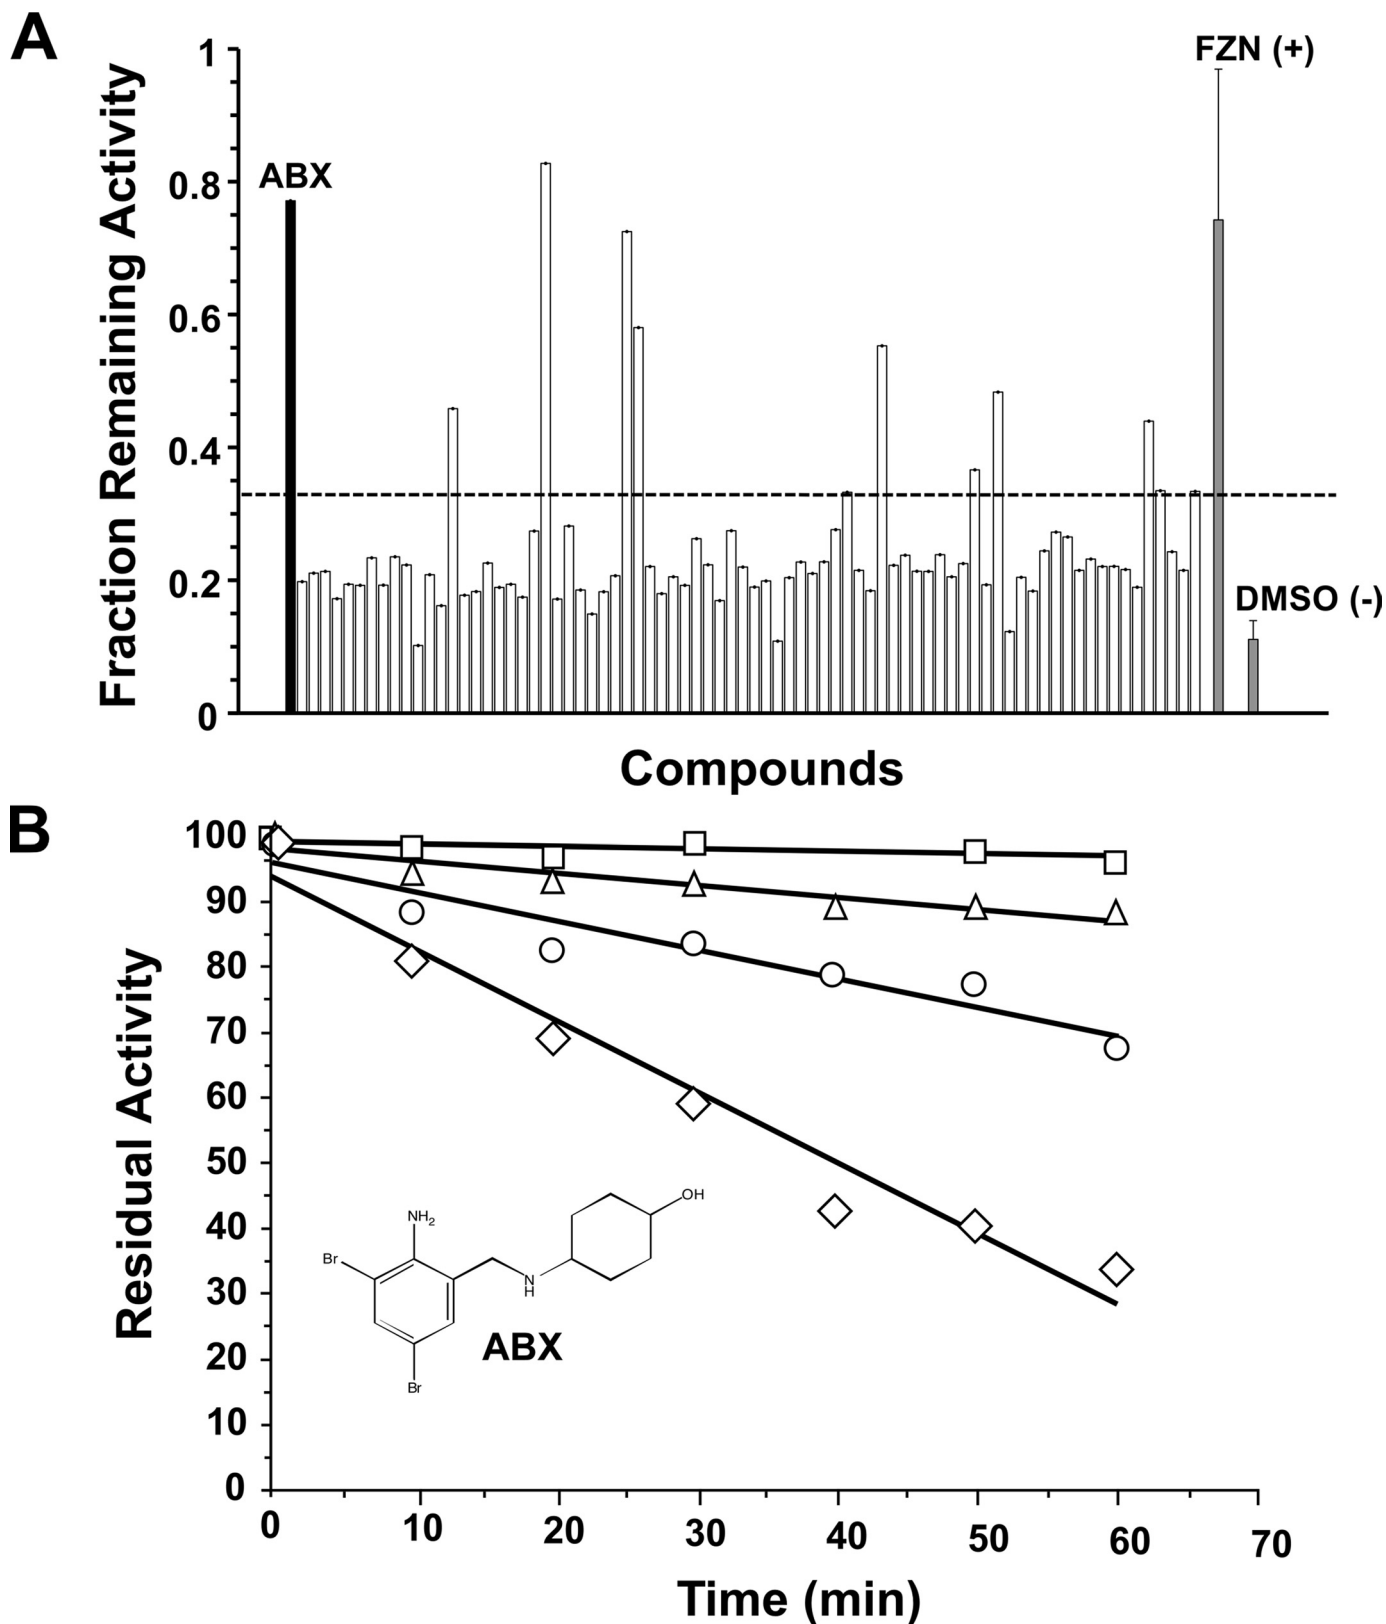 A
Fraction Remaining Activity
1
0.8
0.6
0.4
0.2
0
ABX
FZN (+)
DMSO (-)
Compounds
B
Residual Activity
100
90
80
70
60
50
40
30
20
10
0
OH
NH2
Br
N
H
ABX
Br
0 10 20 30 40 50 60 70
Time (min)